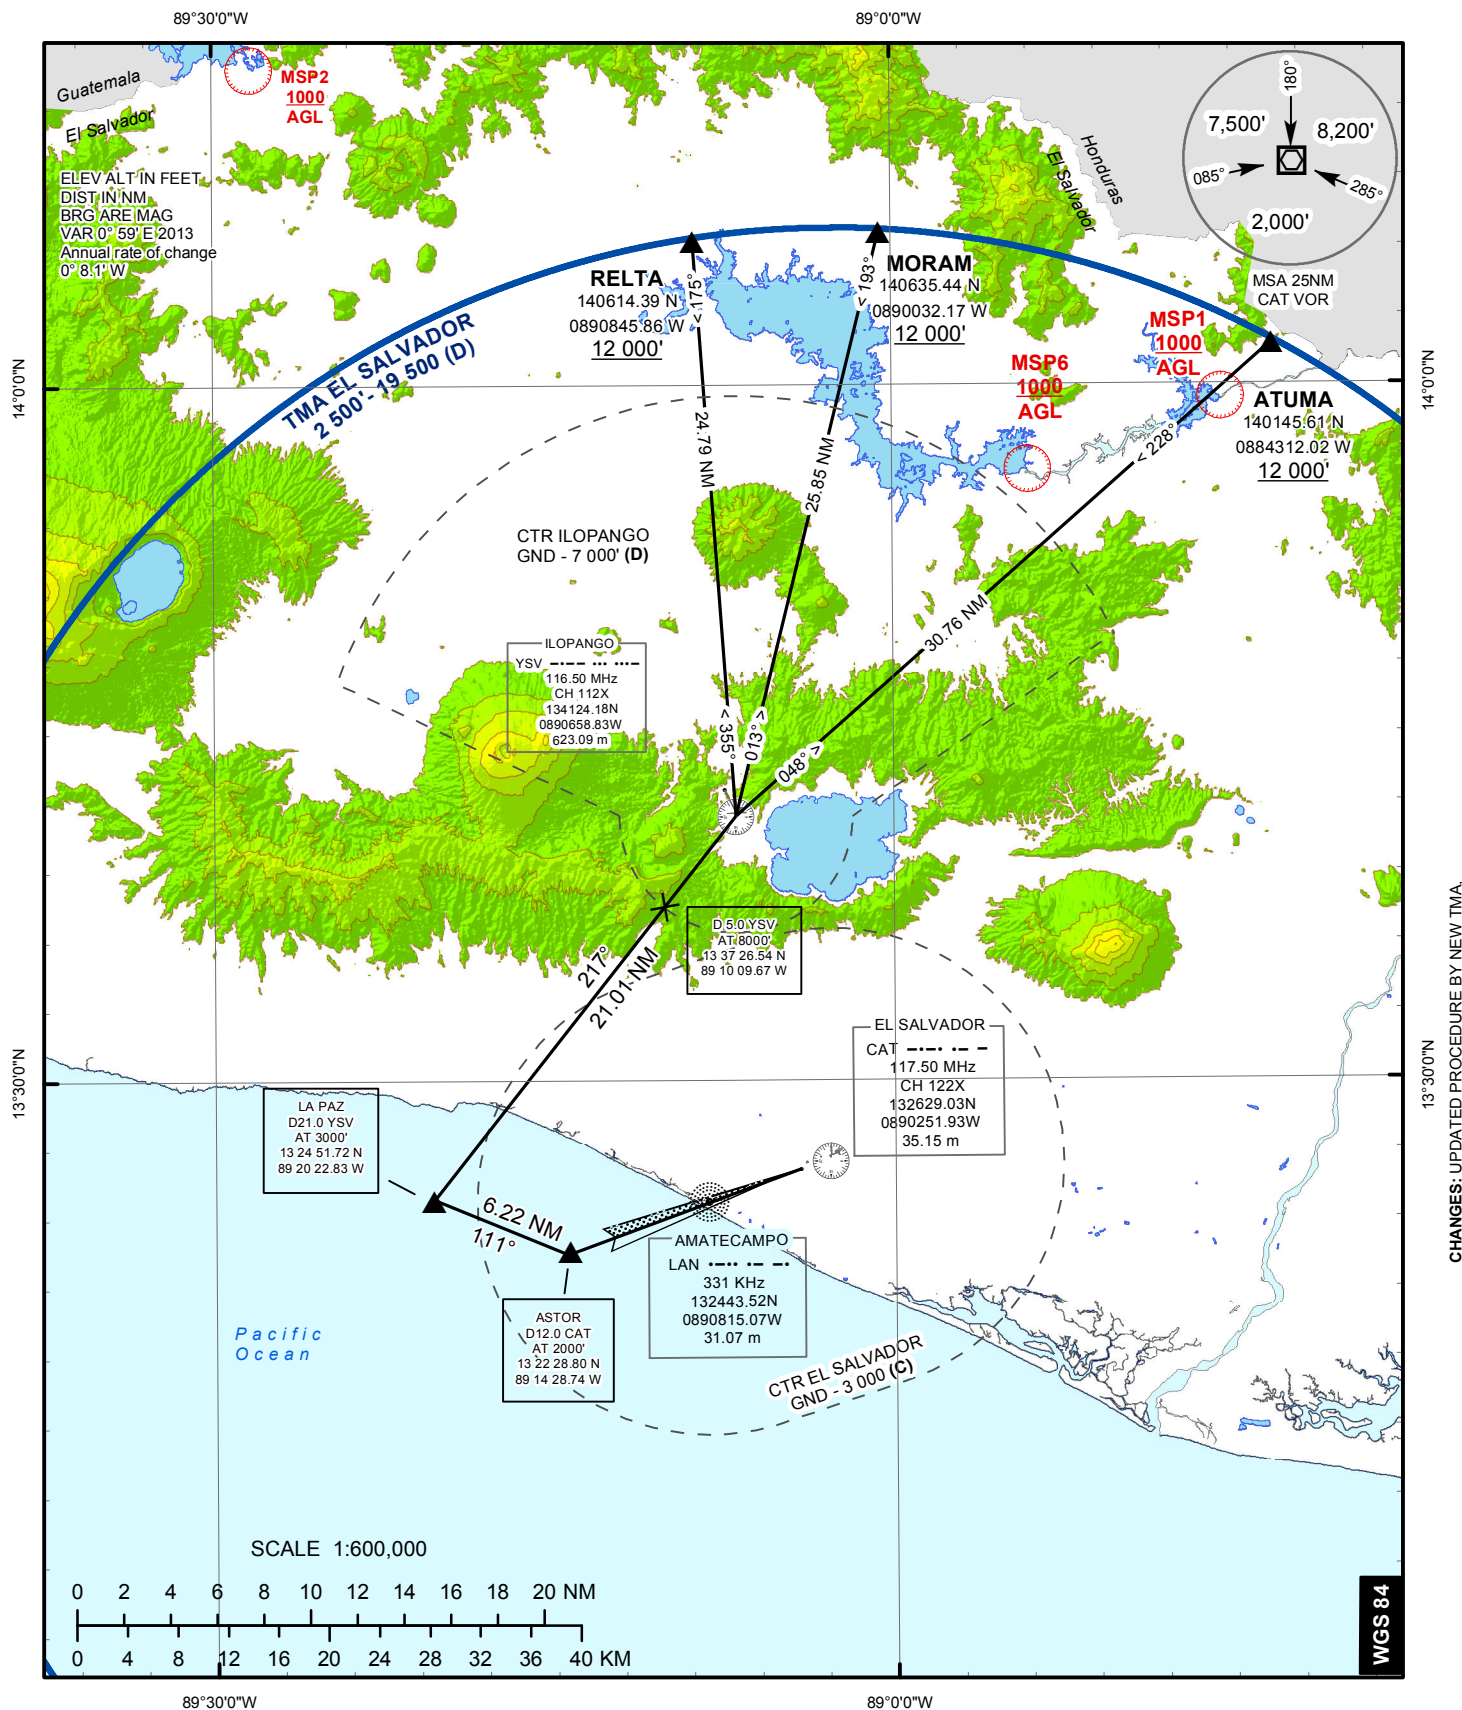 89°30'0"W
89°0'0"W
Guatemala
El Salvador
MSP2
1000
AGL
ELEV ALT IN FEET
DIST IN NM
BRG ARE MAG
VAR 0° 59' E 2013
Annual rate of change
0° 8.1' W
Honduras
El Salvador
180°
7,500'
8,200'
085°
285°
2,000'
MSA 25NM
CAT VOR
RELTA
140614.39 N
0890845.86 W
12 000'
< 175°
< 193°
MORAM
140635.44 N
0890032.17 W
12 000'
MSP1
1000
AGL
MSP6
1000
AGL
ATUMA
140145.61 N
0884312.02 W
12 000'
< 228°
TMA EL SALVADOR
2 500'- 19 500 (D)
14°0'0"N
14°0'0"N
24.79 NM
25.85 NM
30.76 NM
CTR ILOPANGO
GND - 7 000' (D)
ILOPANGO
YSV
116.50 MHz
CH 112X
134124.18N
0890658.83W
623.09 m
< 355°
013° >
048° >
D 5.0 YSV
AT 8000'
13 37 26.54 N
89 10 09.67 W
217°
21.01 NM
EL SALVADOR
CAT
117.50 MHz
CH 122X
132629.03N
0890251.93W
35.15 m
13°30'0"N
13°30'0"N
LA PAZ
D21.0 YSV
AT 3000'
13 24 51.72 N
89 20 22.83 W
6.22 NM
111°
AMATECAMPO
LAN
331 KHz
132443.52N
0890815.07W
31.07 m
ASTOR
D12.0 CAT
AT 2000'
13 22 28.80 N
89 14 28.74 W
Pacific
Ocean
CTR EL SALVADOR
GND - 3 000 (C)
SCALE 1:600,000
0 2 4 6 8 10 12 14 16 18 20 NM
0 4 8 12 16 20 24 28 32 36 40 KM
WGS 84
CHANGES: UPDATED PROCEDURE BY NEW TMA.
89°30'0"W
89°0'0"W